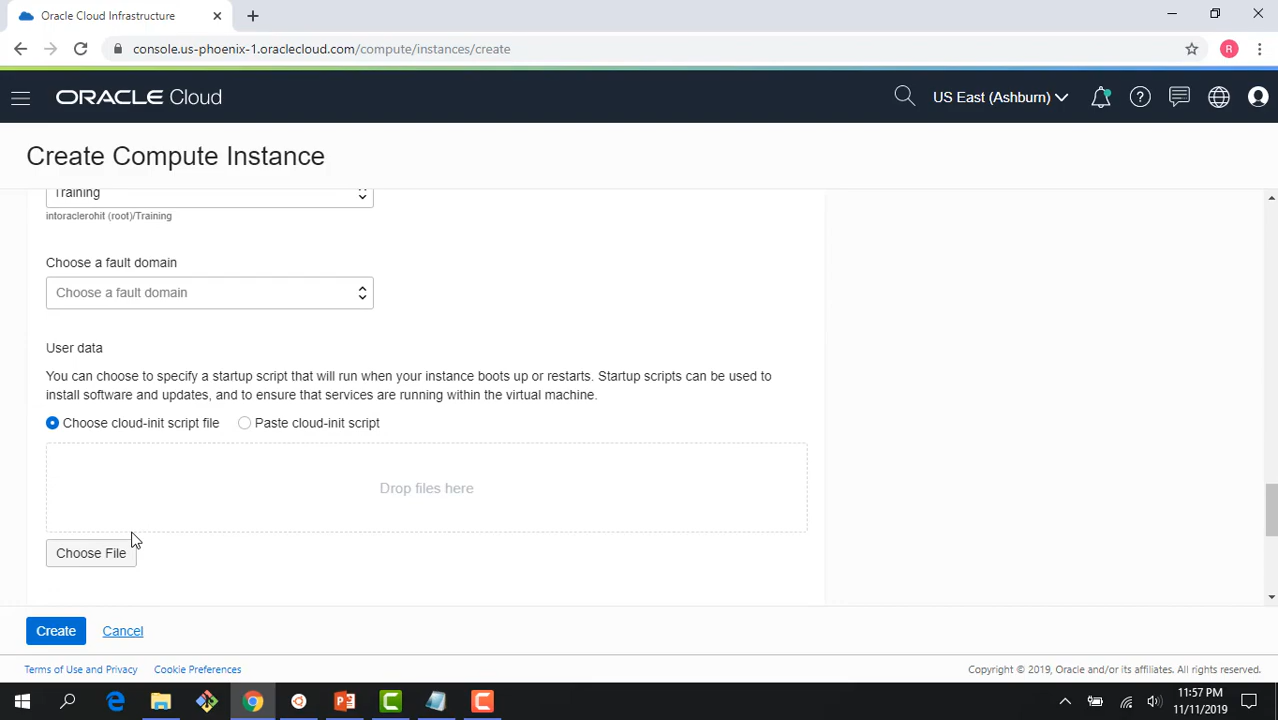 Oracle Cloud Infrastructure
console.us-phoenix-1.oraclecloud.com/compute/instances/create
R
ORACLE Cloud
US East (Ashburn)
Create Compute Instance
Training
intoraclerohit (root)/Training
Choose a fault domain
Choose a fault domain
User data
You can choose to specify a startup script that will run when your instance boots up or restarts. Startup scripts can be used to
install software and updates, and to ensure that services are running within the virtual machine.
Choose cloud-init script file
Paste cloud-init script
Drop files here
Choose File
Create
Cancel
Terms of Use and Privacy
Cookie Preferences
Copyright © 2019, Oracle and/or its affiliates. All rights reserved.
11:57 PM
11/11/2019